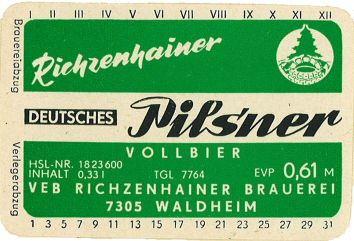 I II III IV V VI VII VIII IX X XI XII
Brauereiabzug
Richzenhainer
DEUTSCHES Pilsner
VOLLBIER
HSL-NR. 1823600
INHALT 0,33 l TGL 7764 EVP 0,61 M
VEB RICHZENHAINER BRAUEREI
7305 WALDHEIM
Verlegerabzug
1 3 5 7 9 11 13 15 17 19 21 23 25 27 29 31